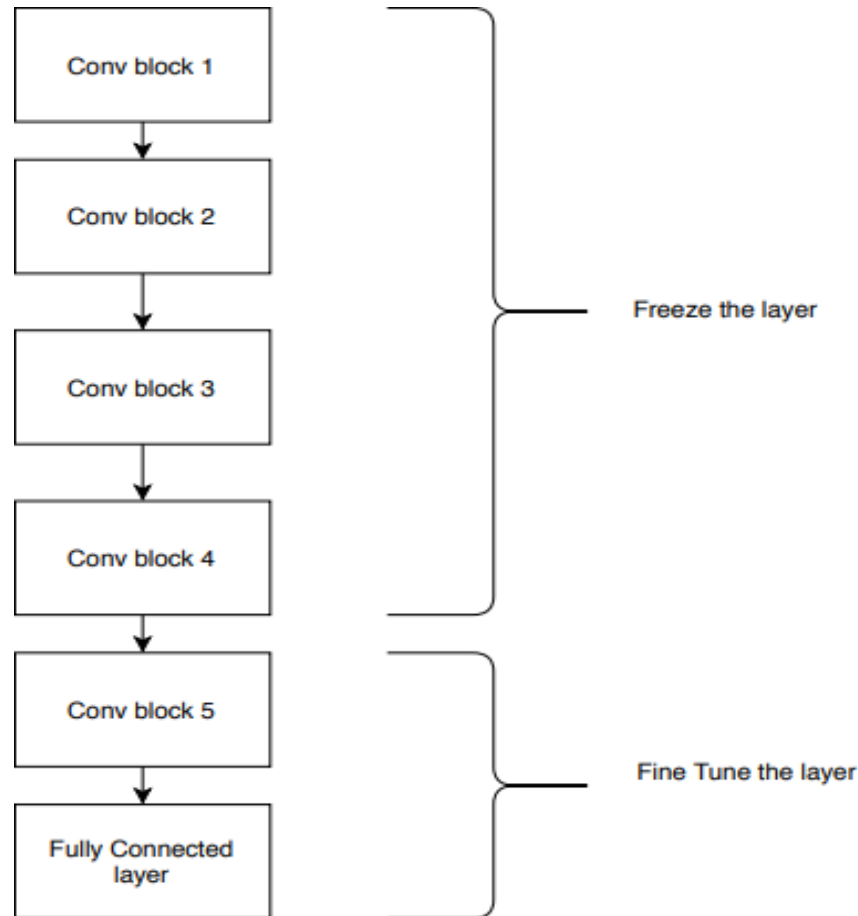 Conv block 1
Conv block 2
Freeze the layer
Conv block 3
Conv block 4
Conv block 5
Fine Tune the layer
Fully Connected
layer